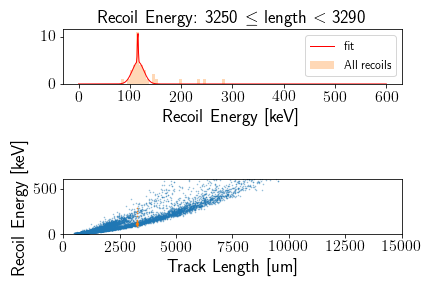 Recoil Energy: 3250 ≤ length < 3290
10
0
fit
All recoils
0 100 200 300 400 500 600
Recoil Energy [keV]
Recoil Energy [keV]
500
0
0 2500 5000 7500 10000 12500 15000
Track Length [um]